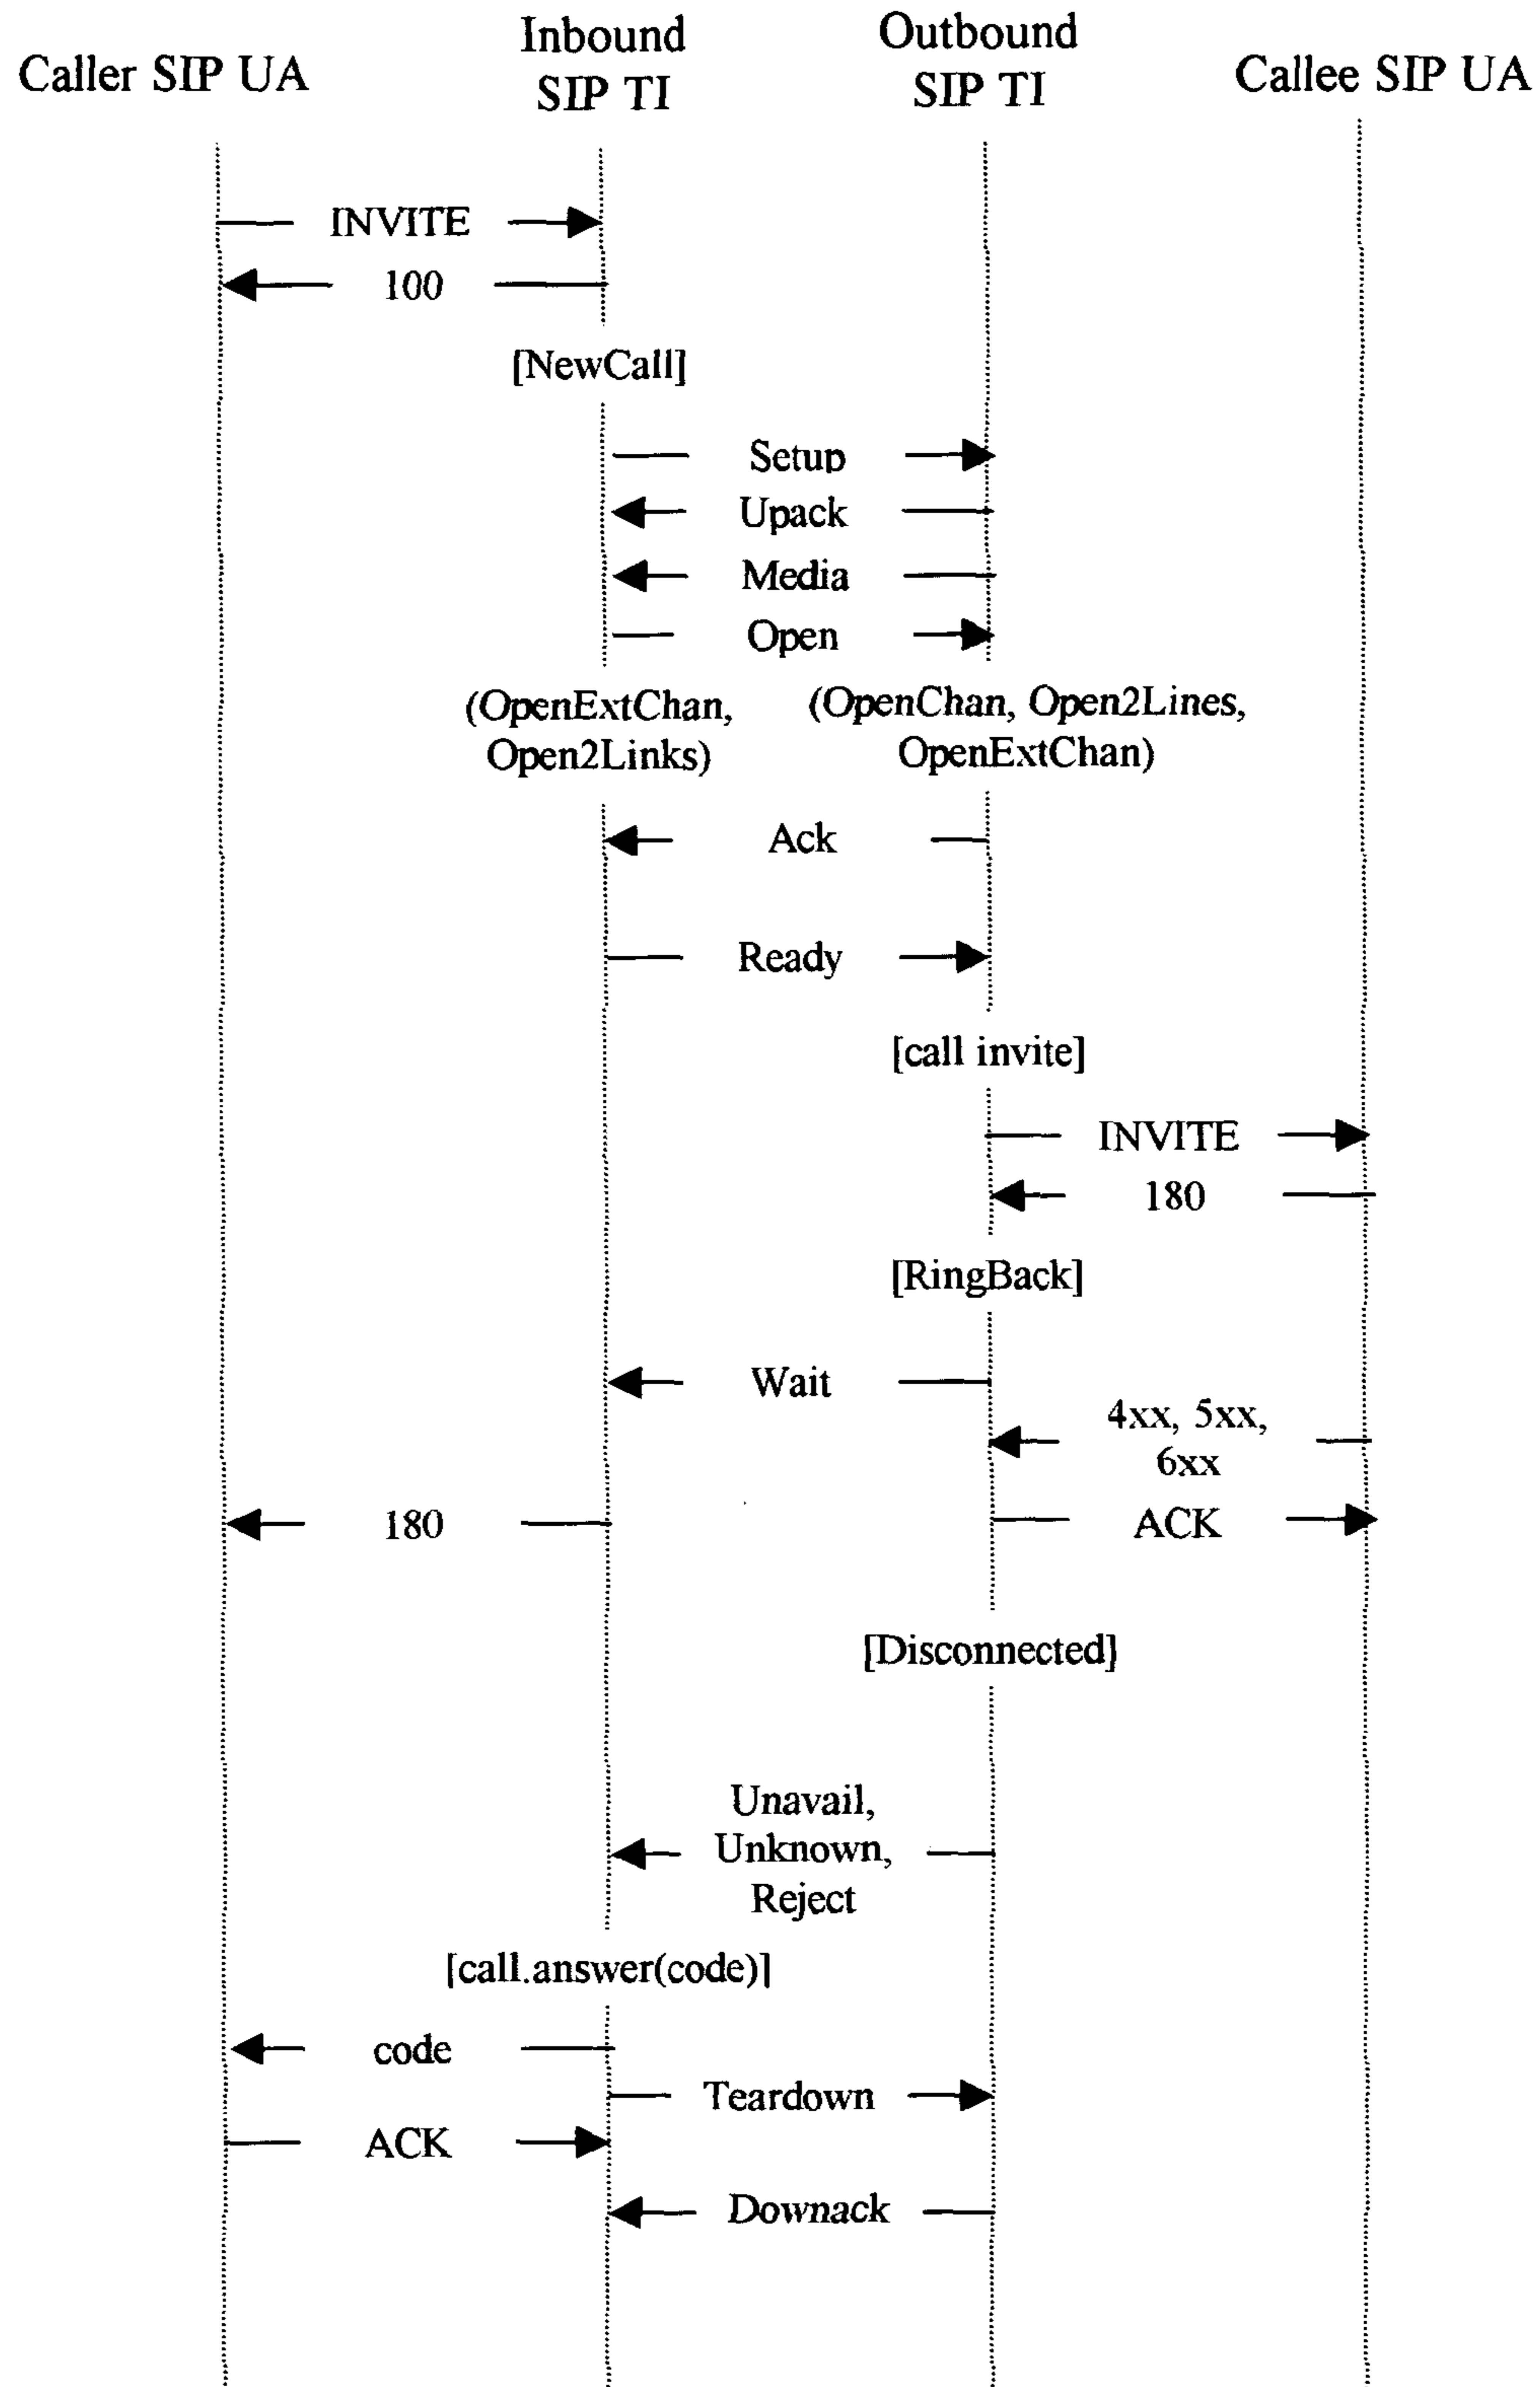 Caller SIP UA
Inbound
SIP TI
Outbound
SIP TI
Callee SIP UA
INVITE
100
[NewCall]
Setup
Upack
Media
Open
(OpenExtChan,
Open2Links)
(OpenChan, Open2Lines,
OpenExtChan)
Ack
Ready
[call invite]
INVITE
180
[RingBack]
Wait
4xx, 5xx,
6xx
180
ACK
[Disconnected]
Unavail,
Unknown,
Reject
[call.answer(code)]
code
Teardown
ACK
Downack